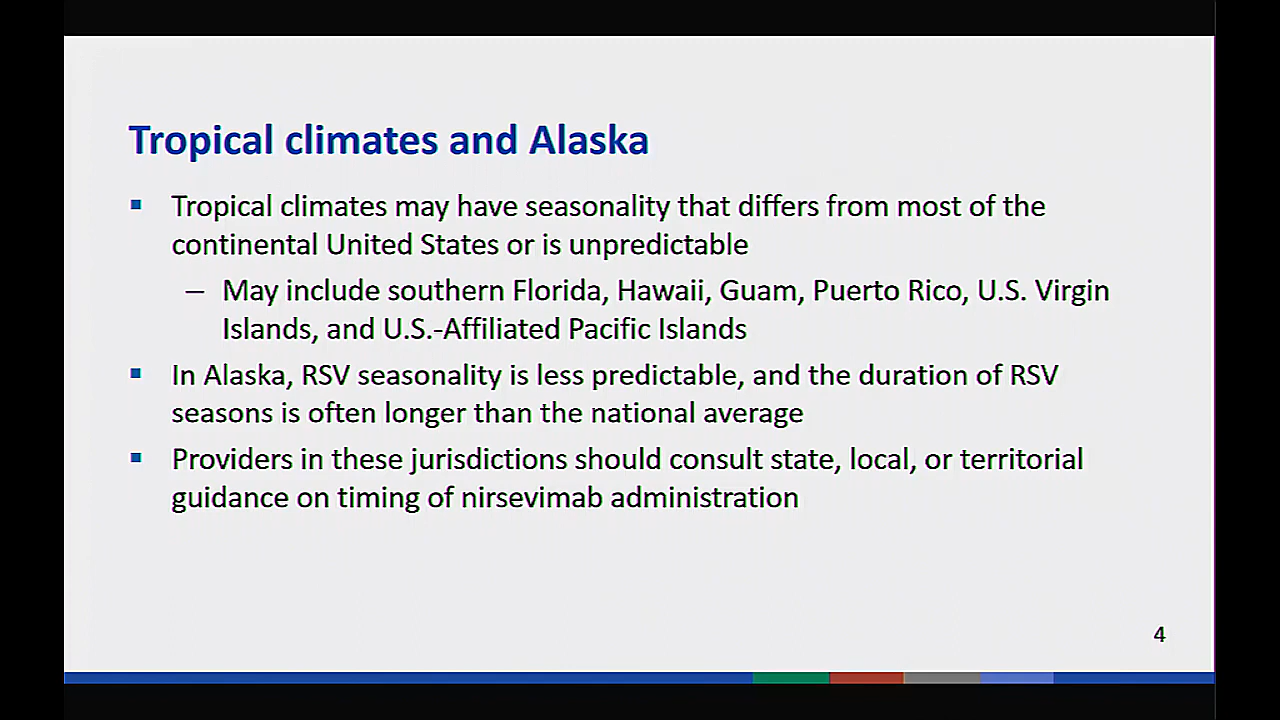 Tropical climates and Alaska
▪ Tropical climates may have seasonality that differs from most of the
continental United States or is unpredictable
– May include southern Florida, Hawaii, Guam, Puerto Rico, U.S. Virgin
Islands, and U.S.-Affiliated Pacific Islands
▪ In Alaska, RSV seasonality is less predictable, and the duration of RSV
seasons is often longer than the national average
▪ Providers in these jurisdictions should consult state, local, or territorial
guidance on timing of nirsevimab administration
4